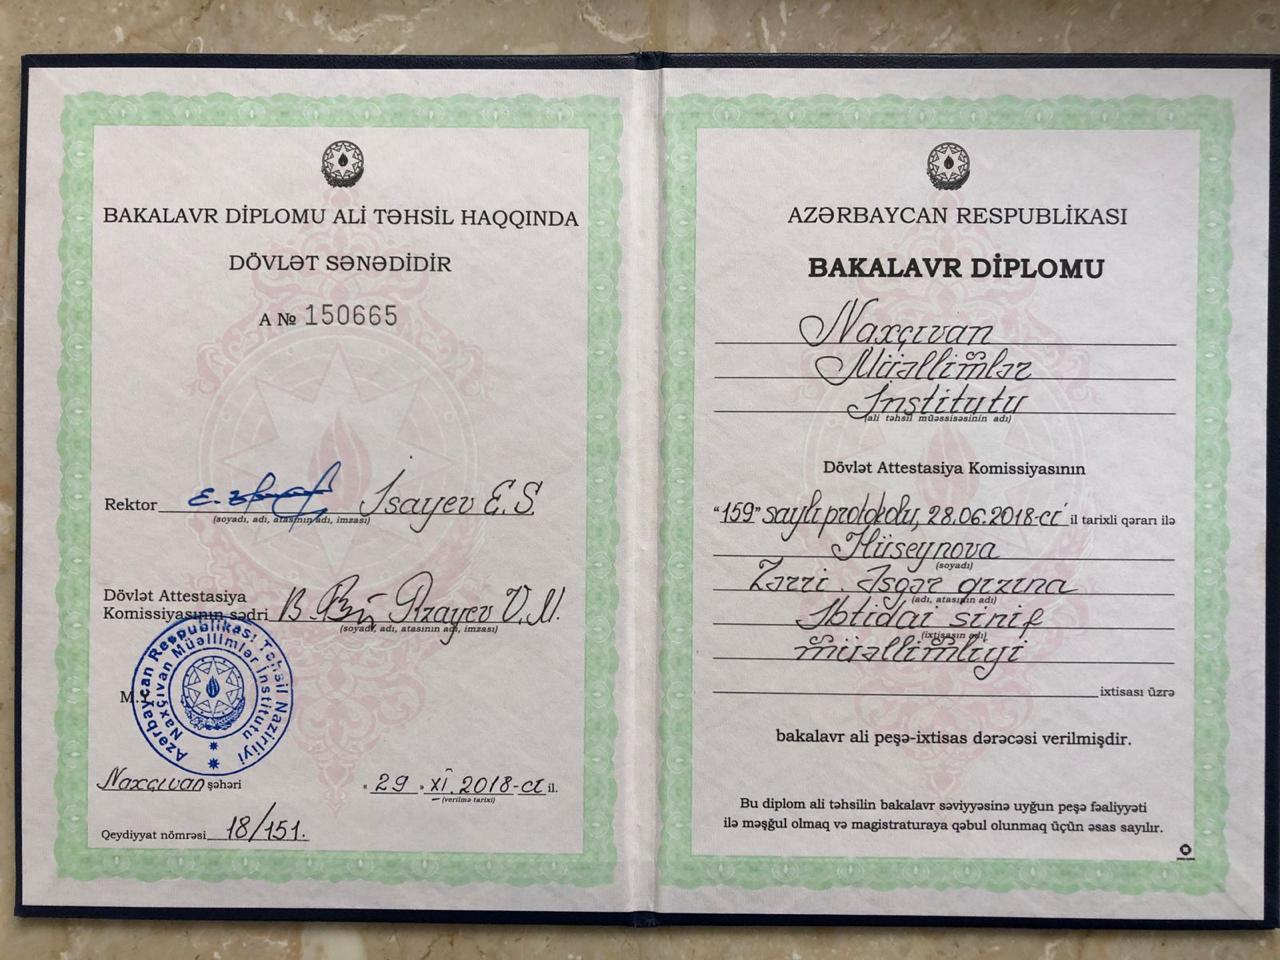 BAKALAVR DİPLOMU ALİ TƏHSİL HAQQINDA
DÖVLƏT SƏNƏDİDİR
A № 150665
Rektor İsayev E.S.
(soyadı, adı, atasının adı, imzası)
Dövlət Attestasiya
Komissiyasının sədri Rzayev V.M.
(soyadı, adı, atasının adı, imzası)
M.Y.
Azərbaycan Respublikası Təhsil Nazirliyi
Naxçıvan Müəllimlər İnstitutu
Naxçıvan şəhəri
"29" XI. 2018-ci il.
(verilmə tarixi)
Qeydiyyat nömrəsi 18/151.
AZƏRBAYCAN RESPUBLİKASI
BAKALAVR DİPLOMU
Naxçıvan
Müəllimlər
İnstitutu
(ali təhsil müəssisəsinin adı)
Dövlət Attestasiya Komissiyasının
"159" saylı protokolu, 28.06.2018-ci il tarixli qərarı ilə
Hüseynova
(soyadı)
Zərri Əsgər qızına
(adı, atasının adı)
İbtidai sinif
(ixtisasın adı)
müəllimliyi
ixtisası üzrə
bakalavr ali peşə-ixtisas dərəcəsi verilmişdir.
Bu diplom ali təhsilin bakalavr səviyyəsinə uyğun peşə fəaliyyəti
ilə məşğul olmaq və magistraturaya qəbul olunmaq üçün əsas sayılır.